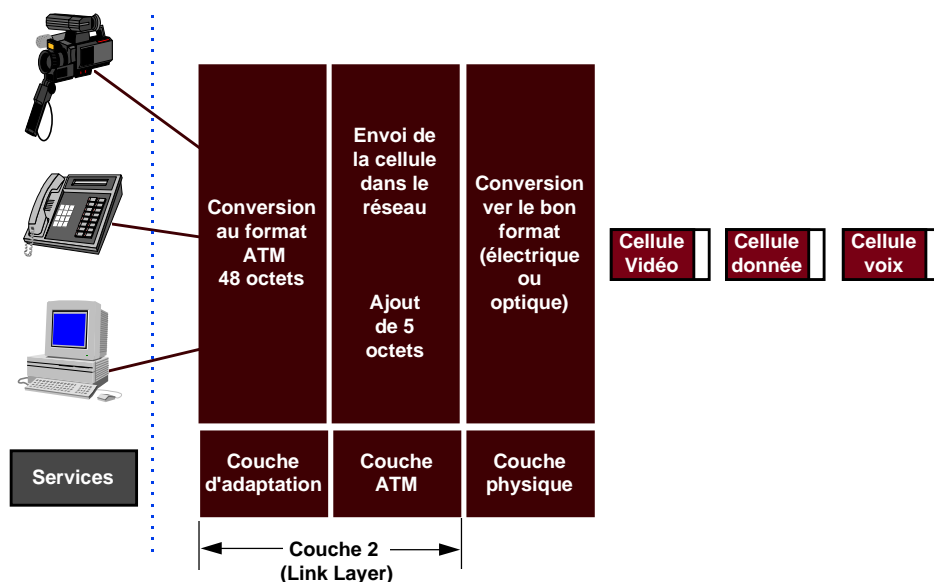 Conversion
au format
ATM
48 octets
Envoi de
la cellule
dans le
réseau
Ajout
de 5
octets
Conversion
ver le bon
format
(électrique
ou
optique)
Cellule
Vidéo
Cellule
donnée
Cellule
voix
Services
Couche
d'adaptation
Couche
ATM
Couche
physique
Couche 2
(Link Layer)